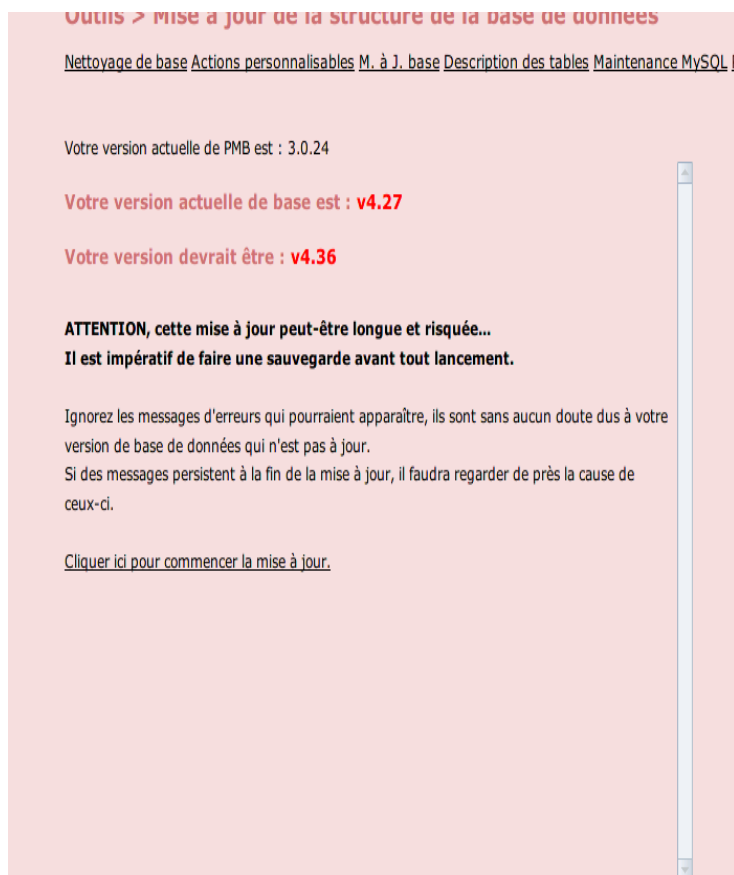 Outils > Mise à jour de la structure de la base de données
Nettoyage de base Actions personnalisables M. à J. base Description des tables Maintenance MySQL
Votre version actuelle de PMB est : 3.0.24
Votre version actuelle de base est : v4.27
Votre version devrait être : v4.36
ATTENTION, cette mise à jour peut-être longue et risquée...
Il est impératif de faire une sauvegarde avant tout lancement.
Ignorez les messages d'erreurs qui pourraient apparaître, ils sont sans aucun doute dus à votre
version de base de données qui n'est pas à jour.
Si des messages persistent à la fin de la mise à jour, il faudra regarder de près la cause de
ceux-ci.
Cliquer ici pour commencer la mise à jour.